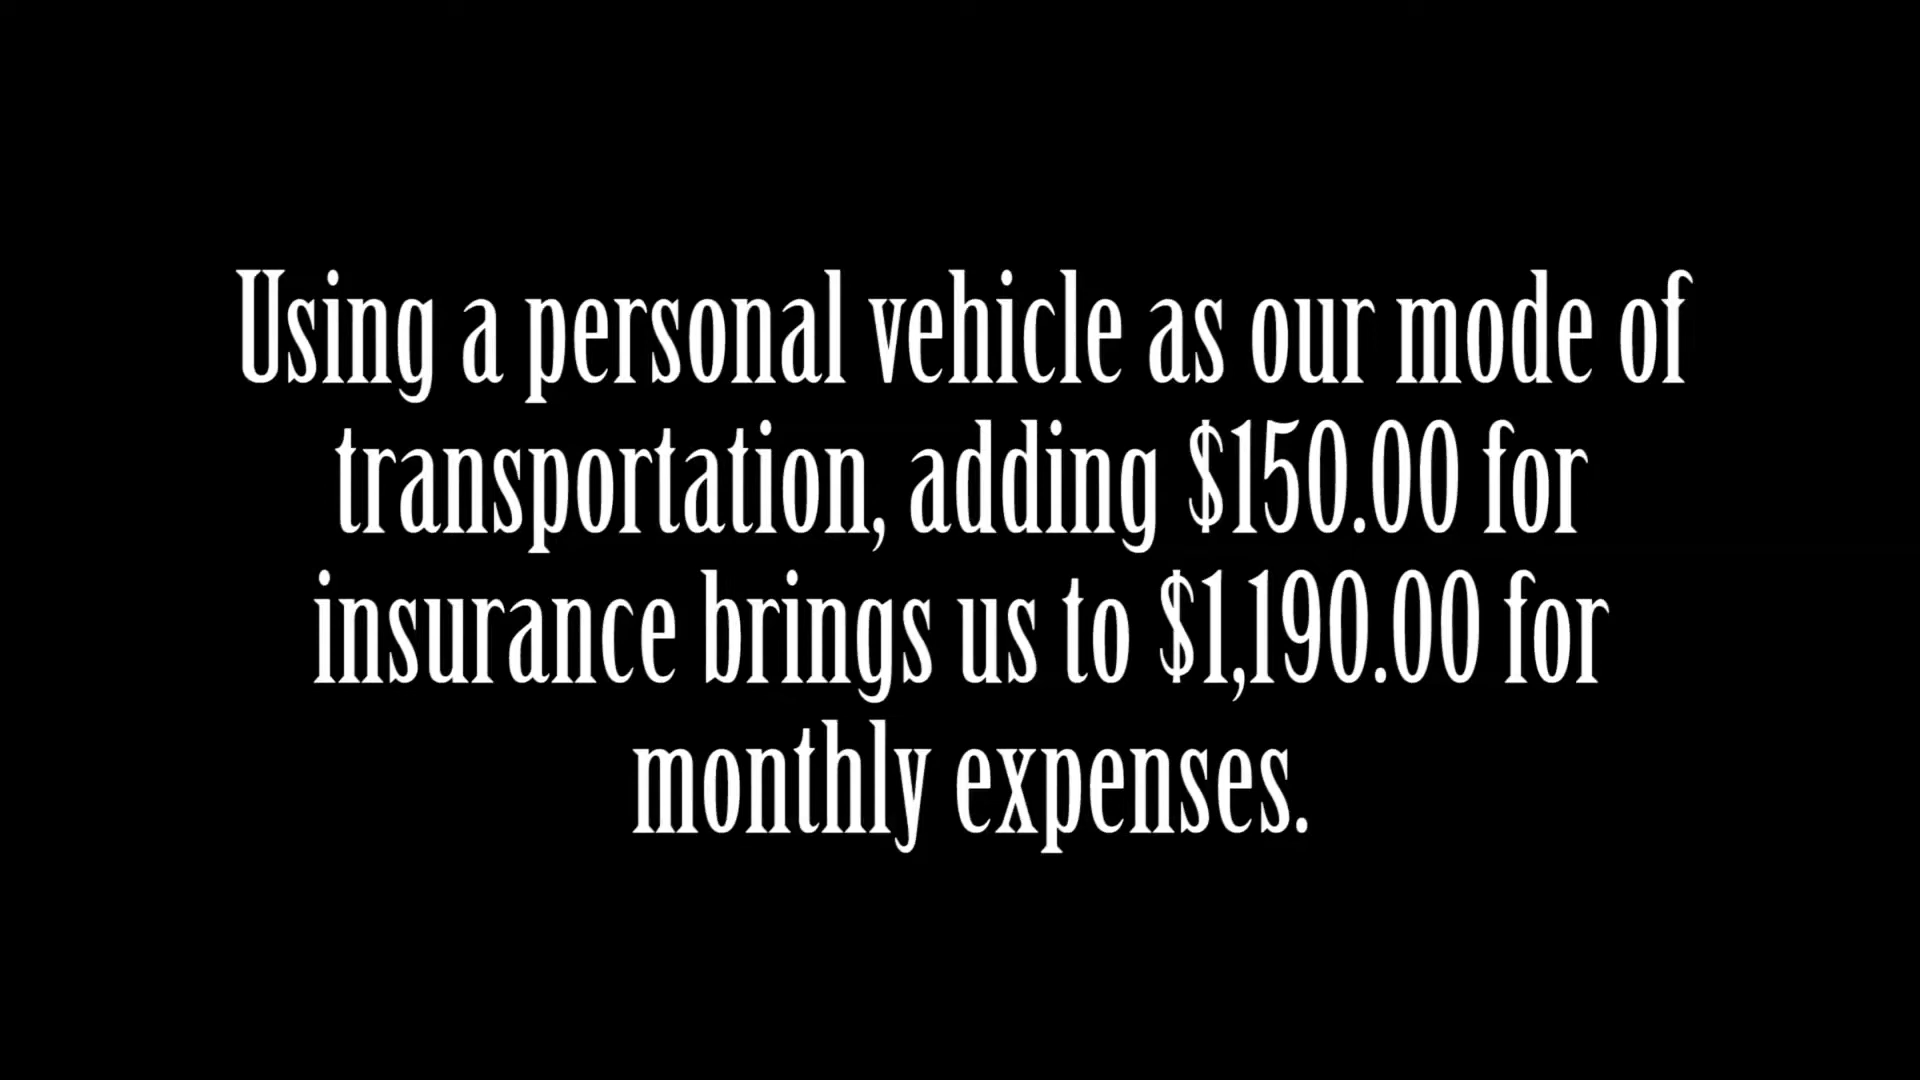 Using a personal vehicle as our mode of
transportation, adding $150.00 for
insurance brings us to $1,190.00 for
monthly expenses.